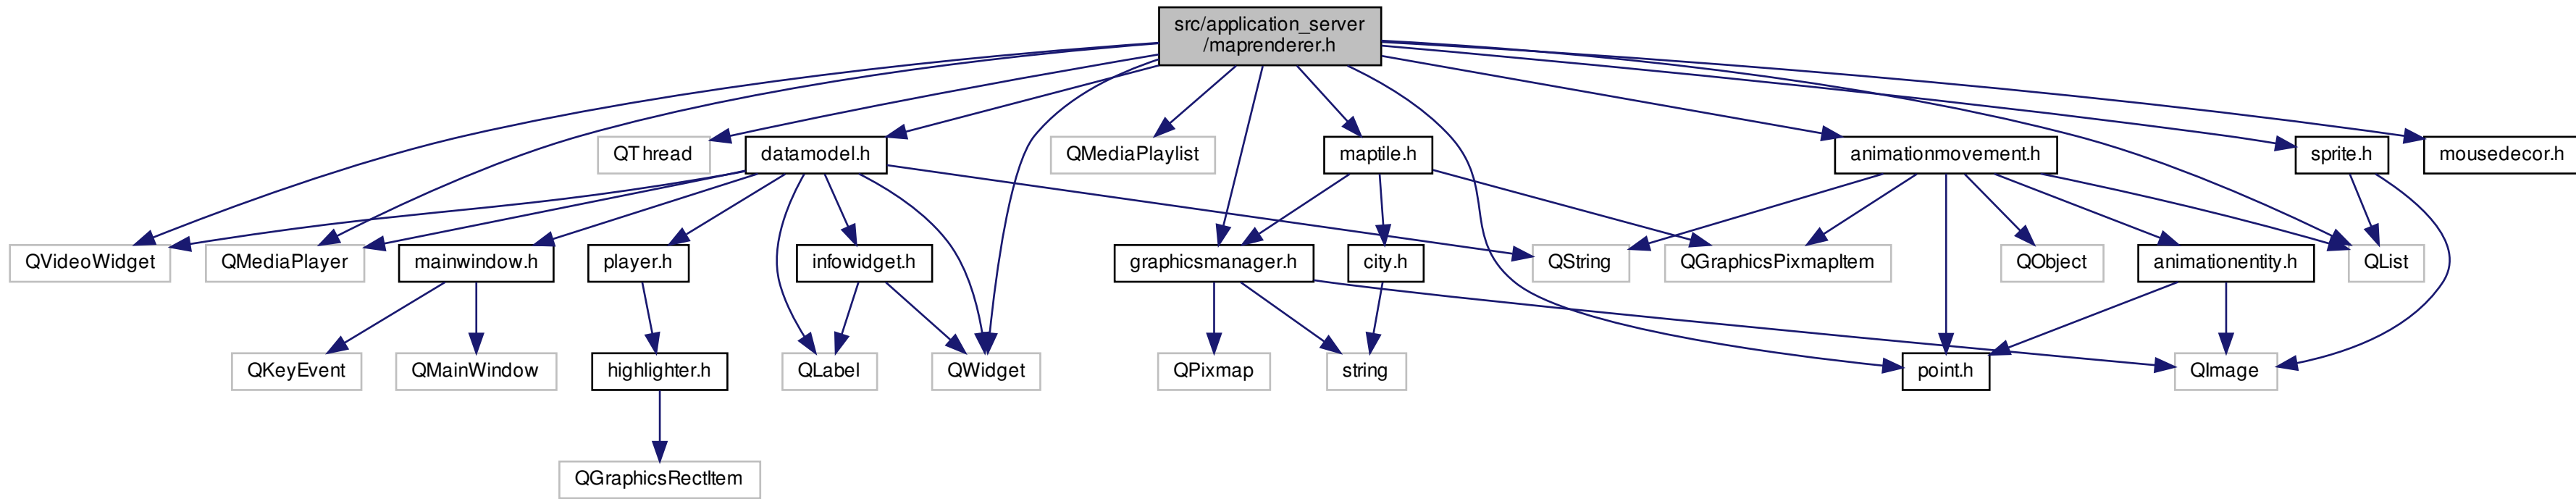 src/application_server
/maprenderer.h
QThread
datamodel.h
QMediaPlaylist
maptile.h
animationmovement.h
sprite.h
mousedecor.h
QVideoWidget
QMediaPlayer
mainwindow.h
player.h
infowidget.h
graphicsmanager.h
city.h
QString
QGraphicsPixmapItem
QObject
animationentity.h
QList
QKeyEvent
QMainWindow
highlighter.h
QLabel
QWidget
QPixmap
string
point.h
QImage
QGraphicsRectItem